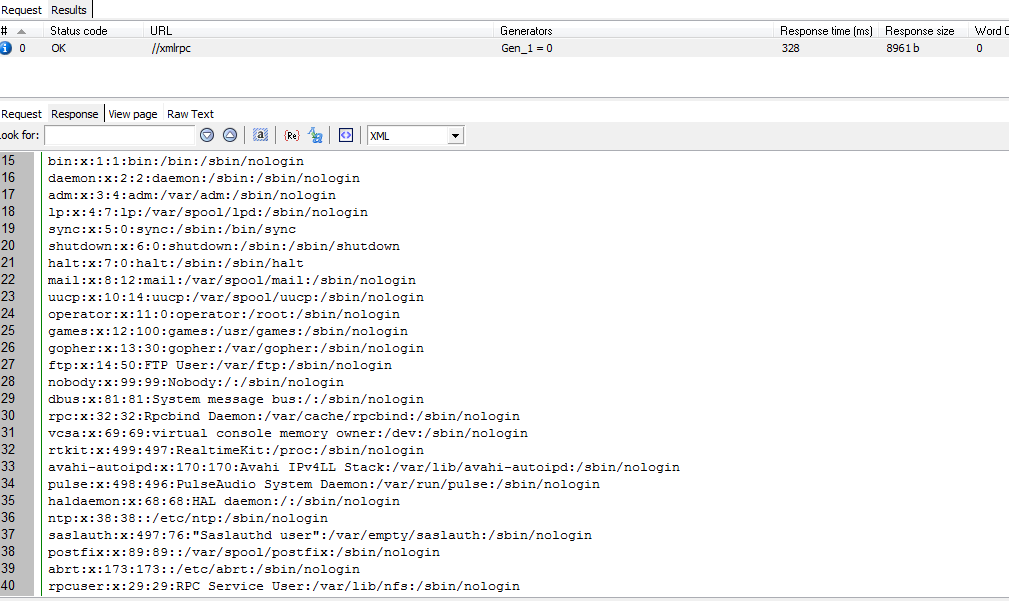 Request Results
# Status code URL Generators Response time (ms) Response size Word C
0 OK //xmlrpc Gen_1 = 0 328 8961 b 0
Request Response View page Raw Text
ook for: a (Re) XML
15 bin:x:1:1:bin:/bin:/sbin/nologin
16 daemon:x:2:2:daemon:/sbin:/sbin/nologin
17 adm:x:3:4:adm:/var/adm:/sbin/nologin
18 lp:x:4:7:lp:/var/spool/lpd:/sbin/nologin
19 sync:x:5:0:sync:/sbin:/bin/sync
20 shutdown:x:6:0:shutdown:/sbin:/sbin/shutdown
21 halt:x:7:0:halt:/sbin:/sbin/halt
22 mail:x:8:12:mail:/var/spool/mail:/sbin/nologin
23 uucp:x:10:14:uucp:/var/spool/uucp:/sbin/nologin
24 operator:x:11:0:operator:/root:/sbin/nologin
25 games:x:12:100:games:/usr/games:/sbin/nologin
26 gopher:x:13:30:gopher:/var/gopher:/sbin/nologin
27 ftp:x:14:50:FTP User:/var/ftp:/sbin/nologin
28 nobody:x:99:99:Nobody:/:/sbin/nologin
29 dbus:x:81:81:System message bus:/:/sbin/nologin
30 rpc:x:32:32:Rpcbind Daemon:/var/cache/rpcbind:/sbin/nologin
31 vcsa:x:69:69:virtual console memory owner:/dev:/sbin/nologin
32 rtkit:x:499:497:RealtimeKit:/proc:/sbin/nologin
33 avahi-autoipd:x:170:170:Avahi IPv4LL Stack:/var/lib/avahi-autoipd:/sbin/nologin
34 pulse:x:498:496:PulseAudio System Daemon:/var/run/pulse:/sbin/nologin
35 haldaemon:x:68:68:HAL daemon:/:/sbin/nologin
36 ntp:x:38:38::/etc/ntp:/sbin/nologin
37 saslauth:x:497:76:"Saslauthd user":/var/empty/saslauth:/sbin/nologin
38 postfix:x:89:89::/var/spool/postfix:/sbin/nologin
39 abrt:x:173:173::/etc/abrt:/sbin/nologin
40 rpcuser:x:29:29:RPC Service User:/var/lib/nfs:/sbin/nologin